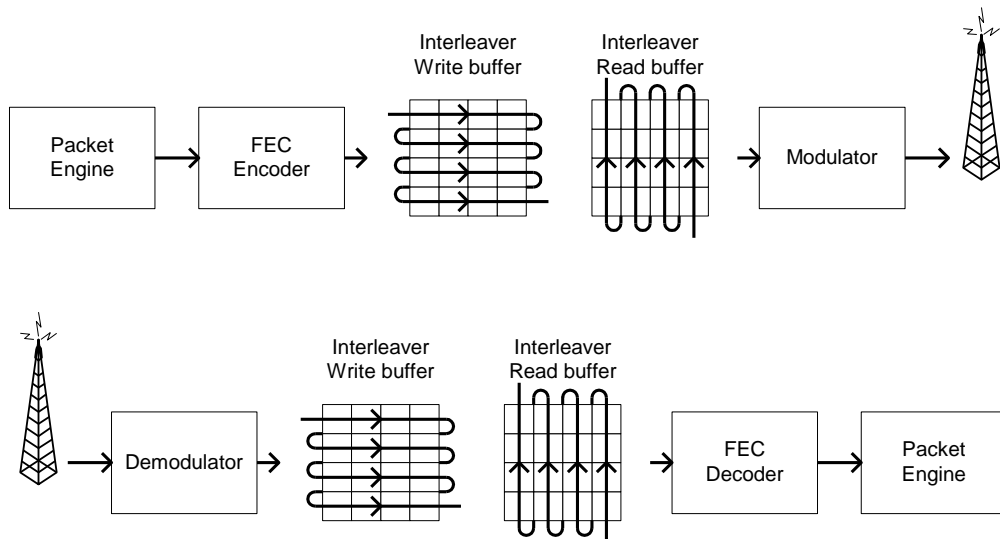 Interleaver
Write buffer
Interleaver
Read buffer
Packet
Engine
FEC
Encoder
Modulator
Interleaver
Write buffer
Interleaver
Read buffer
Demodulator
FEC
Decoder
Packet
Engine